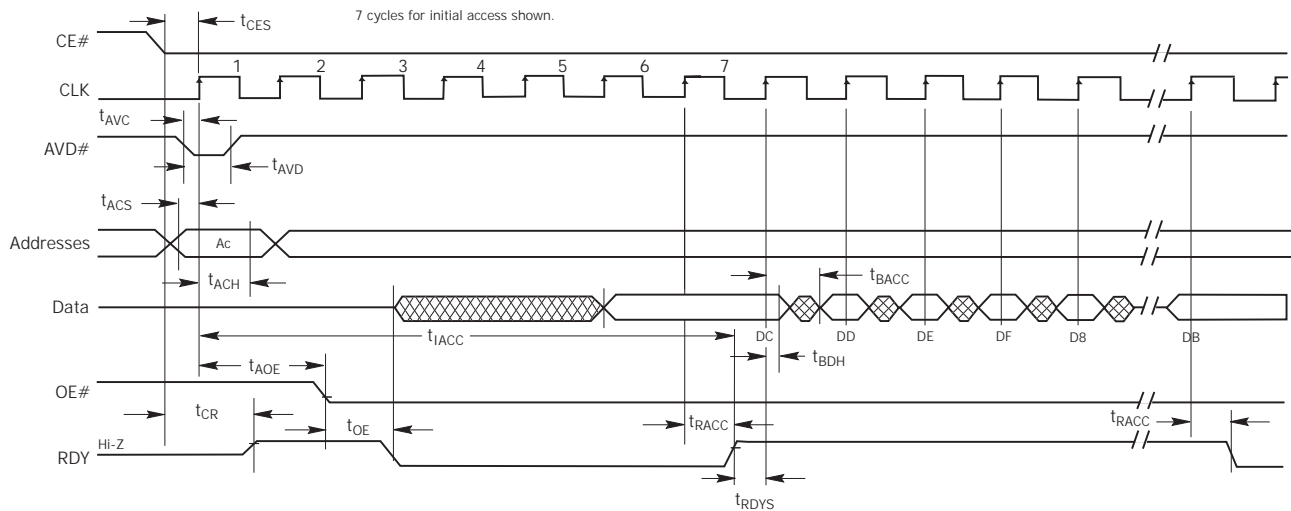 7 cycles for initial access shown.
tCES
CE#
1 2 3 4 5 6 7
CLK
tAVC
AVD#
tAVD
tACS
Addresses
Ac
tACH
tBACC
Data
DC DD DE DF D8 DB
tIACC
tBDH
tAOE
OE#
tCR
tOE
tRACC
tRACC
Hi-Z
RDY
tRDYS